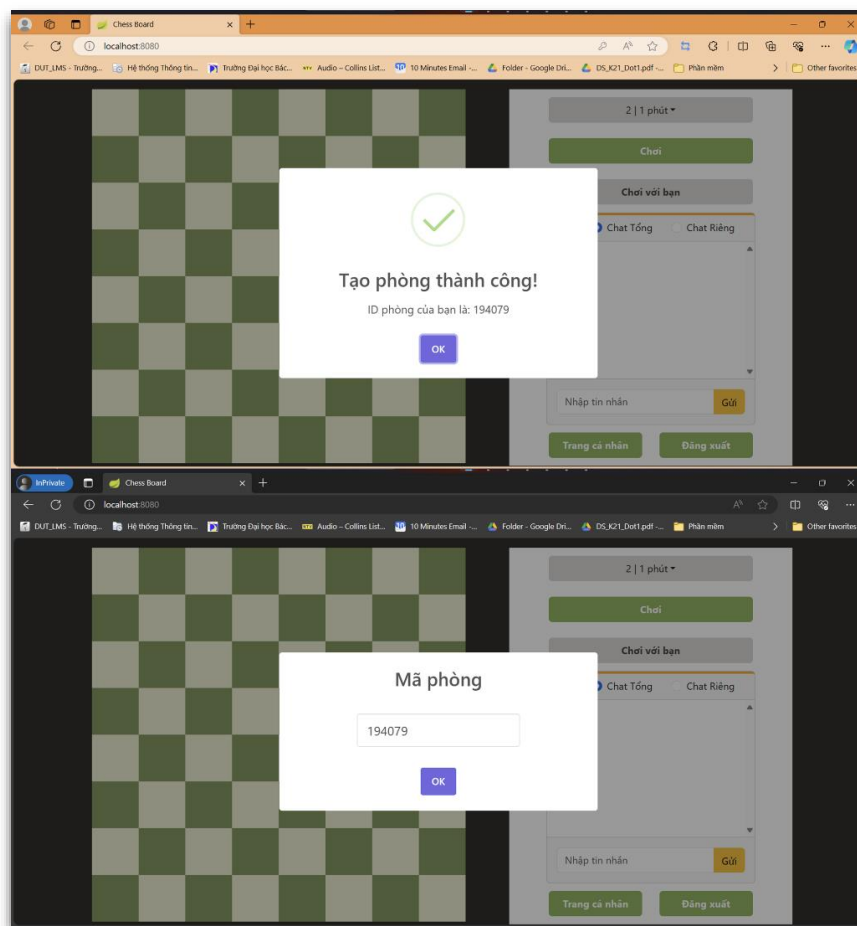 Chess Board
localhost:8080
DUT_LMS - Trường... Hệ thống Thông tin... Trường Đại học Bác... Audio – Collins List... 10 Minutes Email -... Folder - Google Dri... DS_K21_Dot1.pdf -... Phần mềm Other favorites
2 | 1 phút
Chơi
Chơi với bạn
Chat Tổng Chat Riêng
Tạo phòng thành công!
ID phòng của bạn là: 194079
OK
Nhập tin nhắn Gửi
Trang cá nhân Đăng xuất
InPrivate Chess Board
localhost:8080
DUT_LMS - Trường... Hệ thống Thông tin... Trường Đại học Bác... Audio – Collins List... 10 Minutes Email -... Folder - Google Dri... DS_K21_Dot1.pdf -... Phần mềm Other favorites
2 | 1 phút
Chơi
Chơi với bạn
Chat Tổng Chat Riêng
Mã phòng
194079
OK
Nhập tin nhắn Gửi
Trang cá nhân Đăng xuất